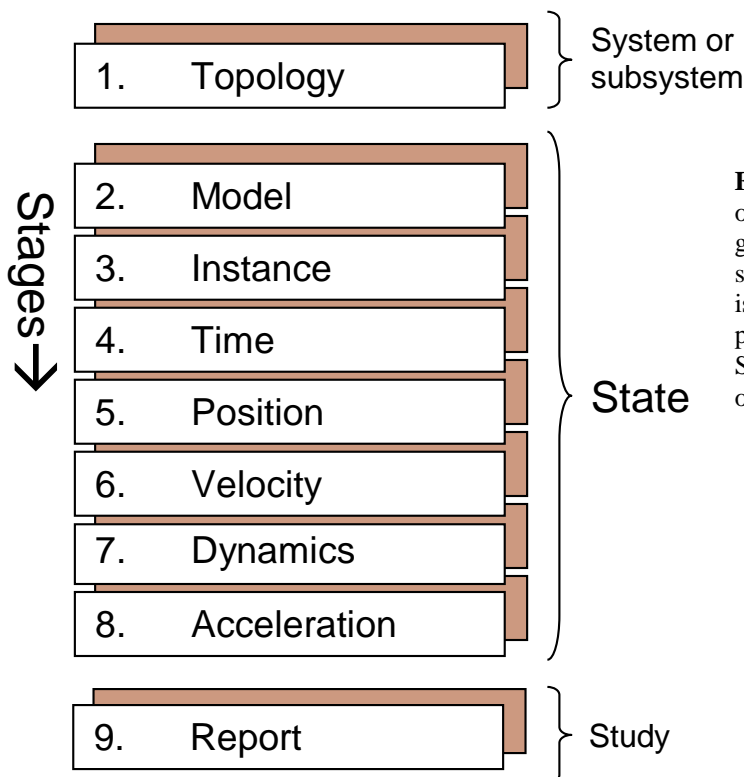 1. Topology
System or
subsystem
Stages→
2. Model
3. Instance
4. Time
5. Position
6. Velocity
7. Dynamics
8. Acceleration
State
9. Report
Study